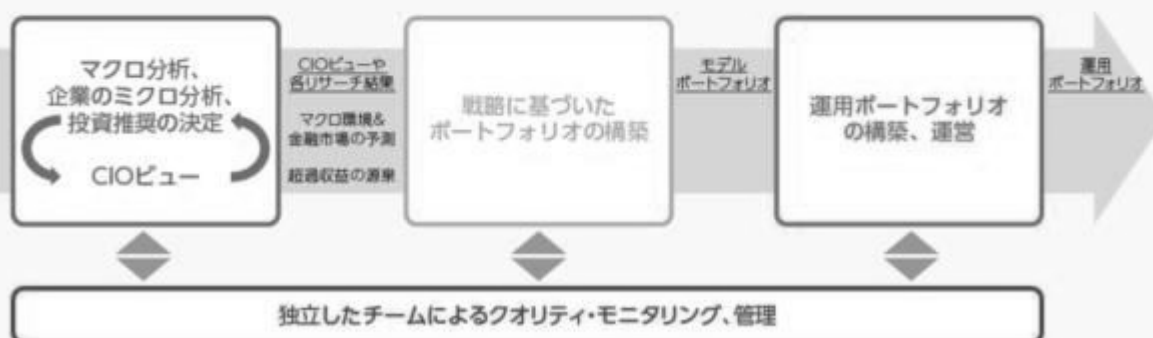 マクロ分析、
企業のミクロ分析、
投資推奨の決定
CIOビュー
CIOビューや
各リサーチ結果
マクロ環境&
金融市場の予測
超過収益の源泉
戦略に基づいた
ポートフォリオの構築
モデル
ポートフォリオ
運用ポートフォリオ
の構築、運営
運用
ポートフォリオ
独立したチームによるクオリティ・モニタリング、管理